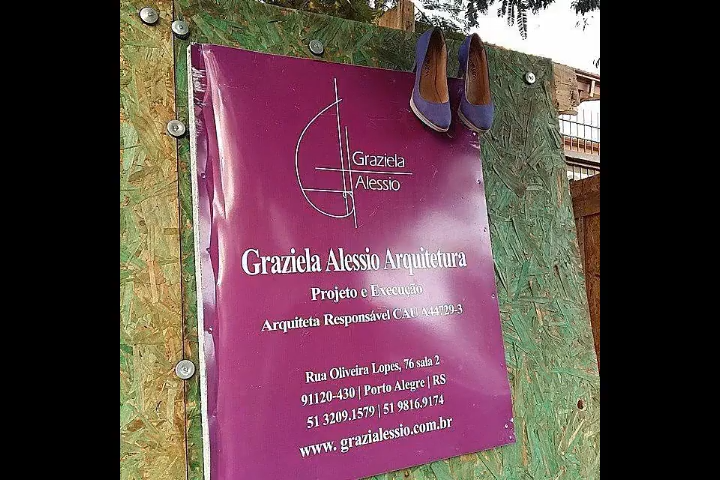 Graziela
Alessio
Graziela Alessio Arquitetura
Projeto e Execução
Arquiteta Responsável CAU A44729-3
Rua Oliveira Lopes, 76 sala 2
91120-430 | Porto Alegre | RS
51 3209.1579 | 51 9816.9174
www. grazialessio.com.br